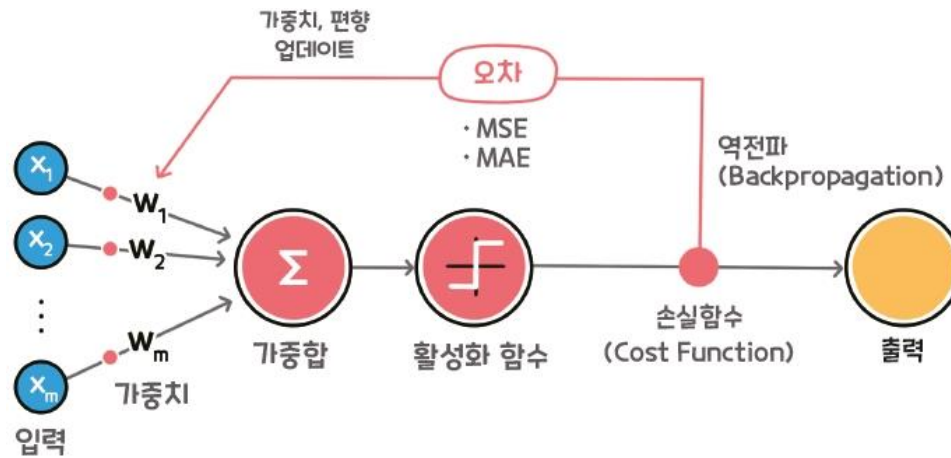 가중치, 편향
업데이트
오차
· MSE
· MAE
역전파
(Backpropagation)
x1
W1
x2
W2
⋮
Wm
xm
가중치
입력
Σ
가중합
활성화 함수
손실함수
(Cost Function)
출력